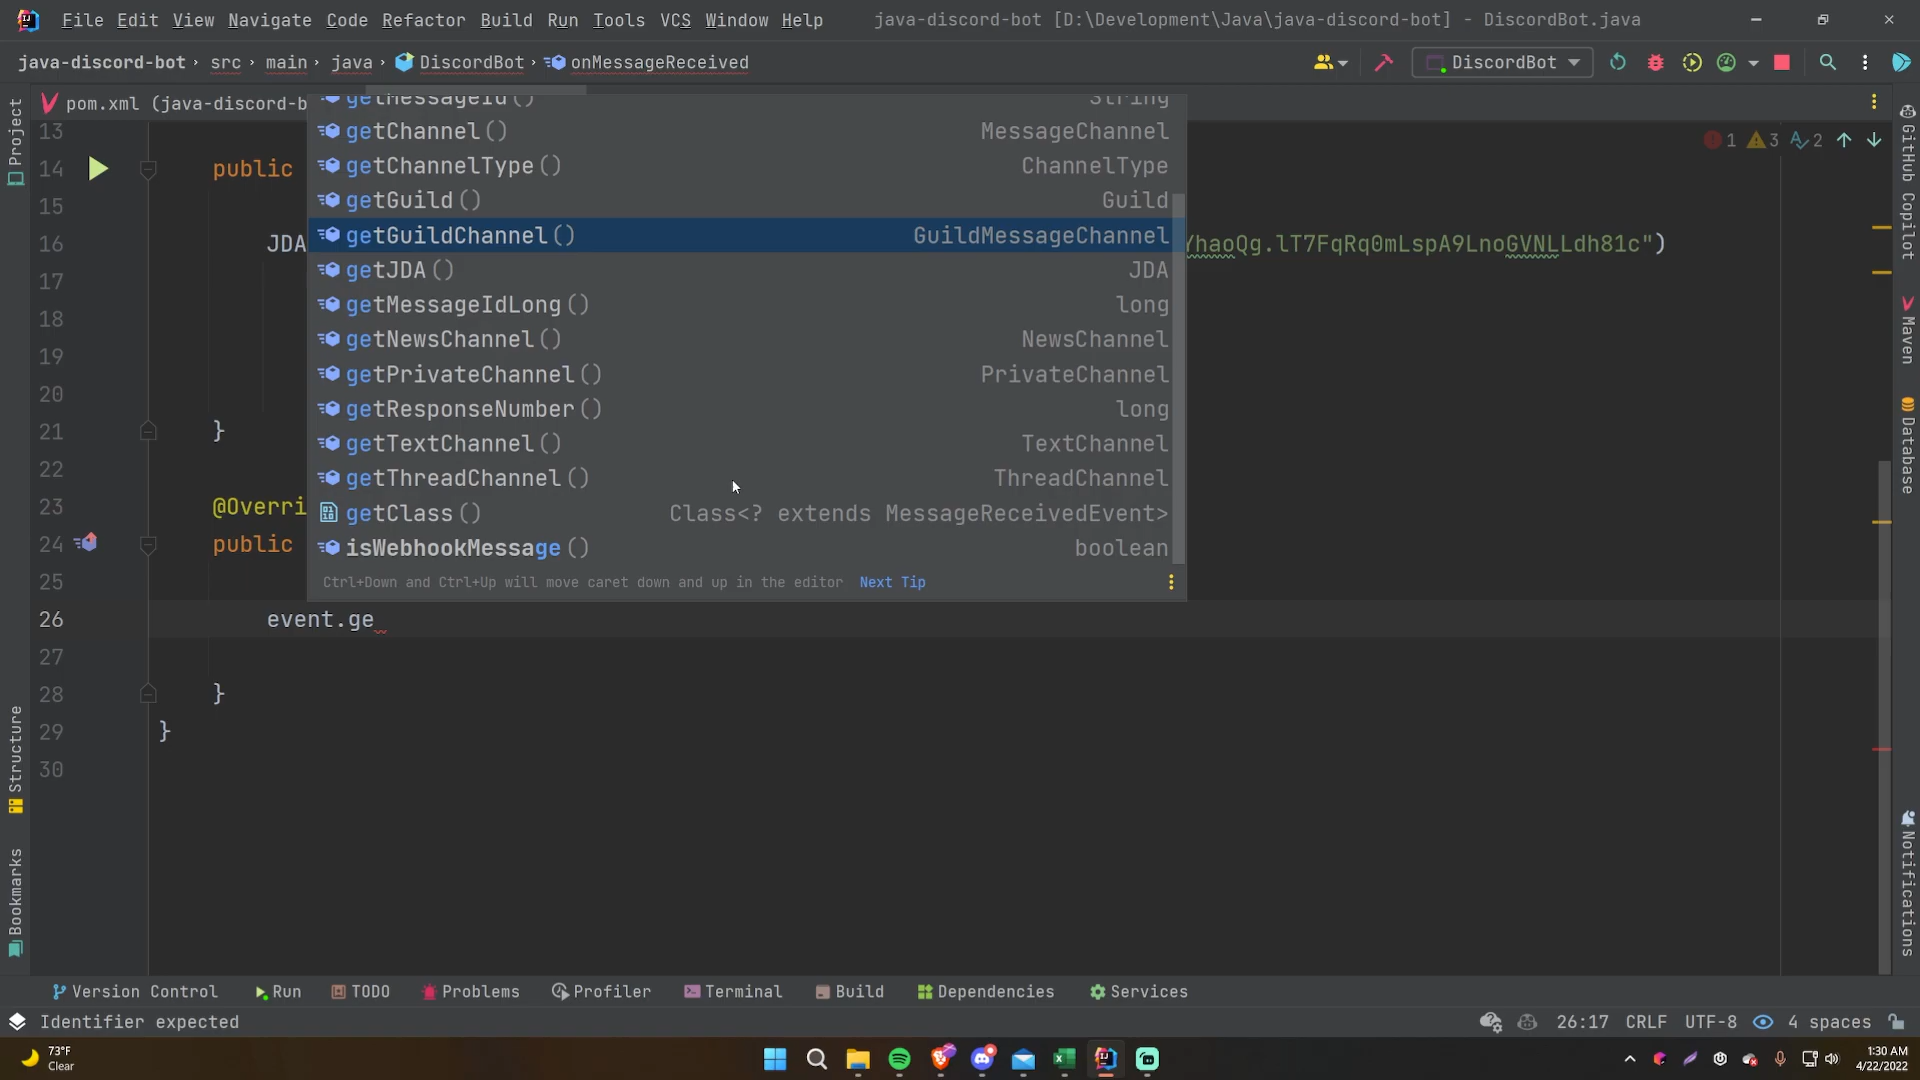 File Edit View Navigate Code Refactor Build Run Tools VCS Window Help java-discord-bot [D:\Development\Java\java-discord-bot] - DiscordBot.java
java-discord-bot › src › main › java › DiscordBot › onMessageReceived DiscordBot
pom.xml (java-discord-b
getMessageId() String
13 getChannel() MessageChannel 1 3 2
14 public getChannelType() ChannelType
15 getGuild() Guild
16 JDA getGuildChannel() GuildMessageChannel YhaoQg.lT7FqRq0mLspA9LnoGVNLLdh81c")
17 getJDA() JDA
18 getMessageIdLong() long
19 getNewsChannel() NewsChannel
20 getPrivateChannel() PrivateChannel
getResponseNumber() long
21 }
getTextChannel() TextChannel
22 getThreadChannel() ThreadChannel
23 @Overri getClass() Class<? extends MessageReceivedEvent>
24 public isWebhookMessage() boolean
25 Ctrl+Down and Ctrl+Up will move caret down and up in the editor Next Tip
26 event.ge
27
28 }
29 }
30
Project
Structure
Bookmarks
GitHub Copilot
Maven
Database
Notifications
Version Control Run TODO Problems Profiler Terminal Build Dependencies Services
Identifier expected 26:17 CRLF UTF-8 4 spaces
73°F
Clear
1:30 AM
4/22/2022